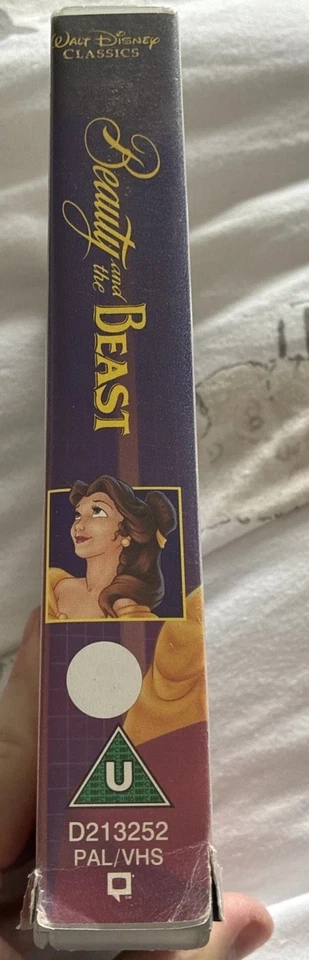 WALT DISNEY
CLASSICS
Beauty and the BEAST
U
D213252
PAL/VHS